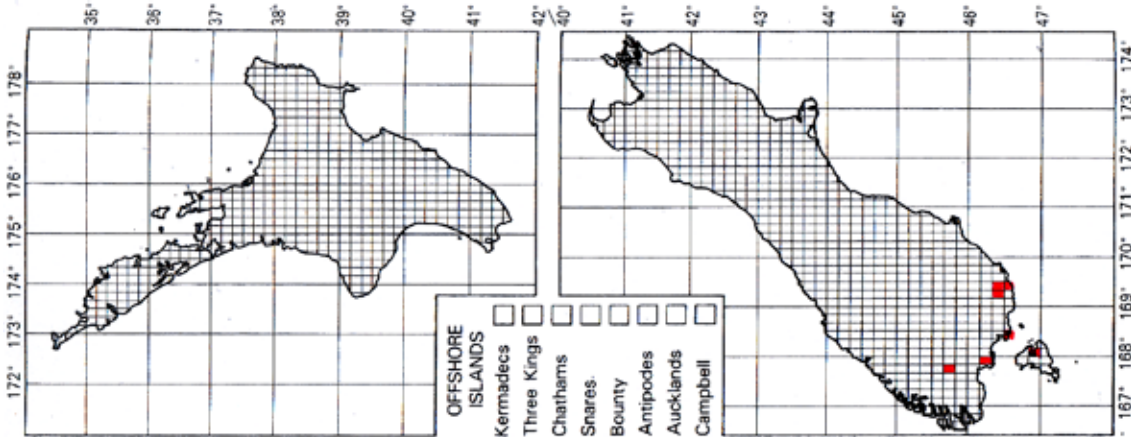 35° 36° 37° 38° 39° 40° 41° 42°
178°
177°
176°
175°
174°
173°
172°
OFFSHORE
ISLANDS
Kermadecs
Three Kings
Chathams
Snares
Bounty
Antipodes
Aucklands
Campbell
40° 41° 42° 43° 44° 45° 46° 47°
174°
173°
172°
171°
170°
169°
168°
167°